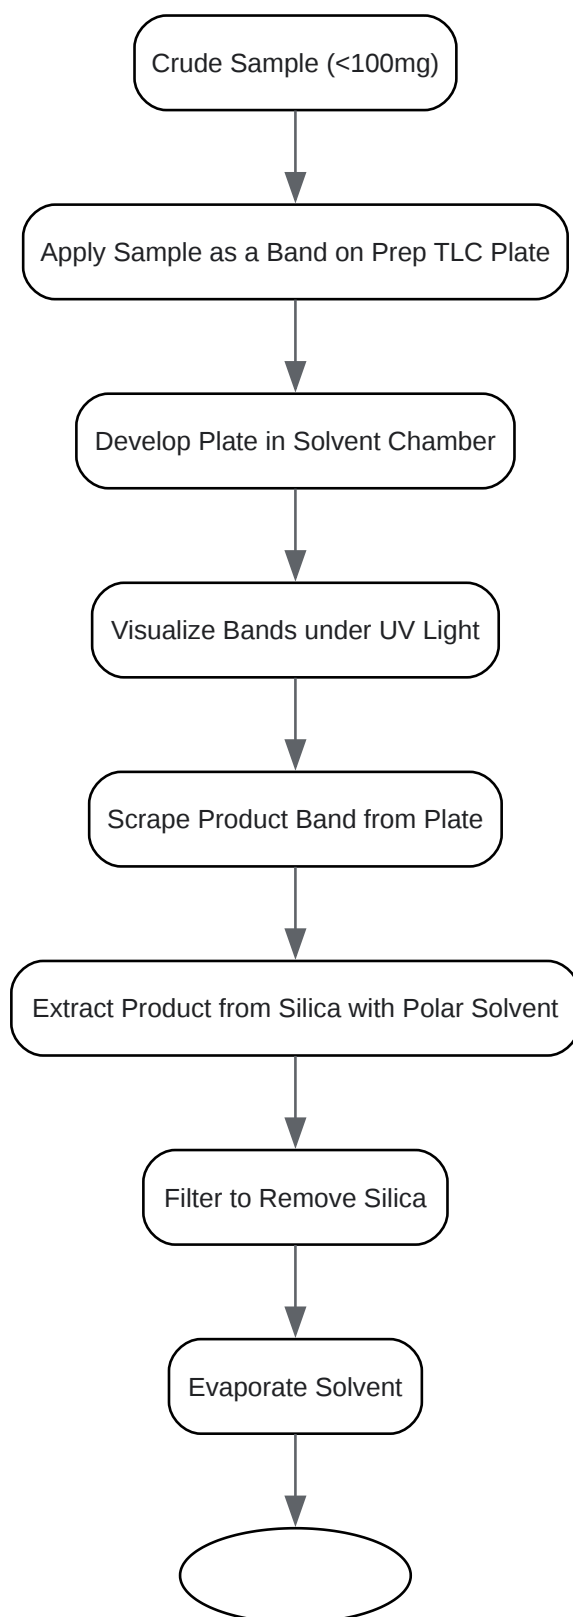 Crude Sample (<100mg)
Apply Sample as a Band on Prep TLC Plate
Develop Plate in Solvent Chamber
Visualize Bands under UV Light
Scrape Product Band from Plate
Extract Product from Silica with Polar Solvent
Filter to Remove Silica
Evaporate Solvent